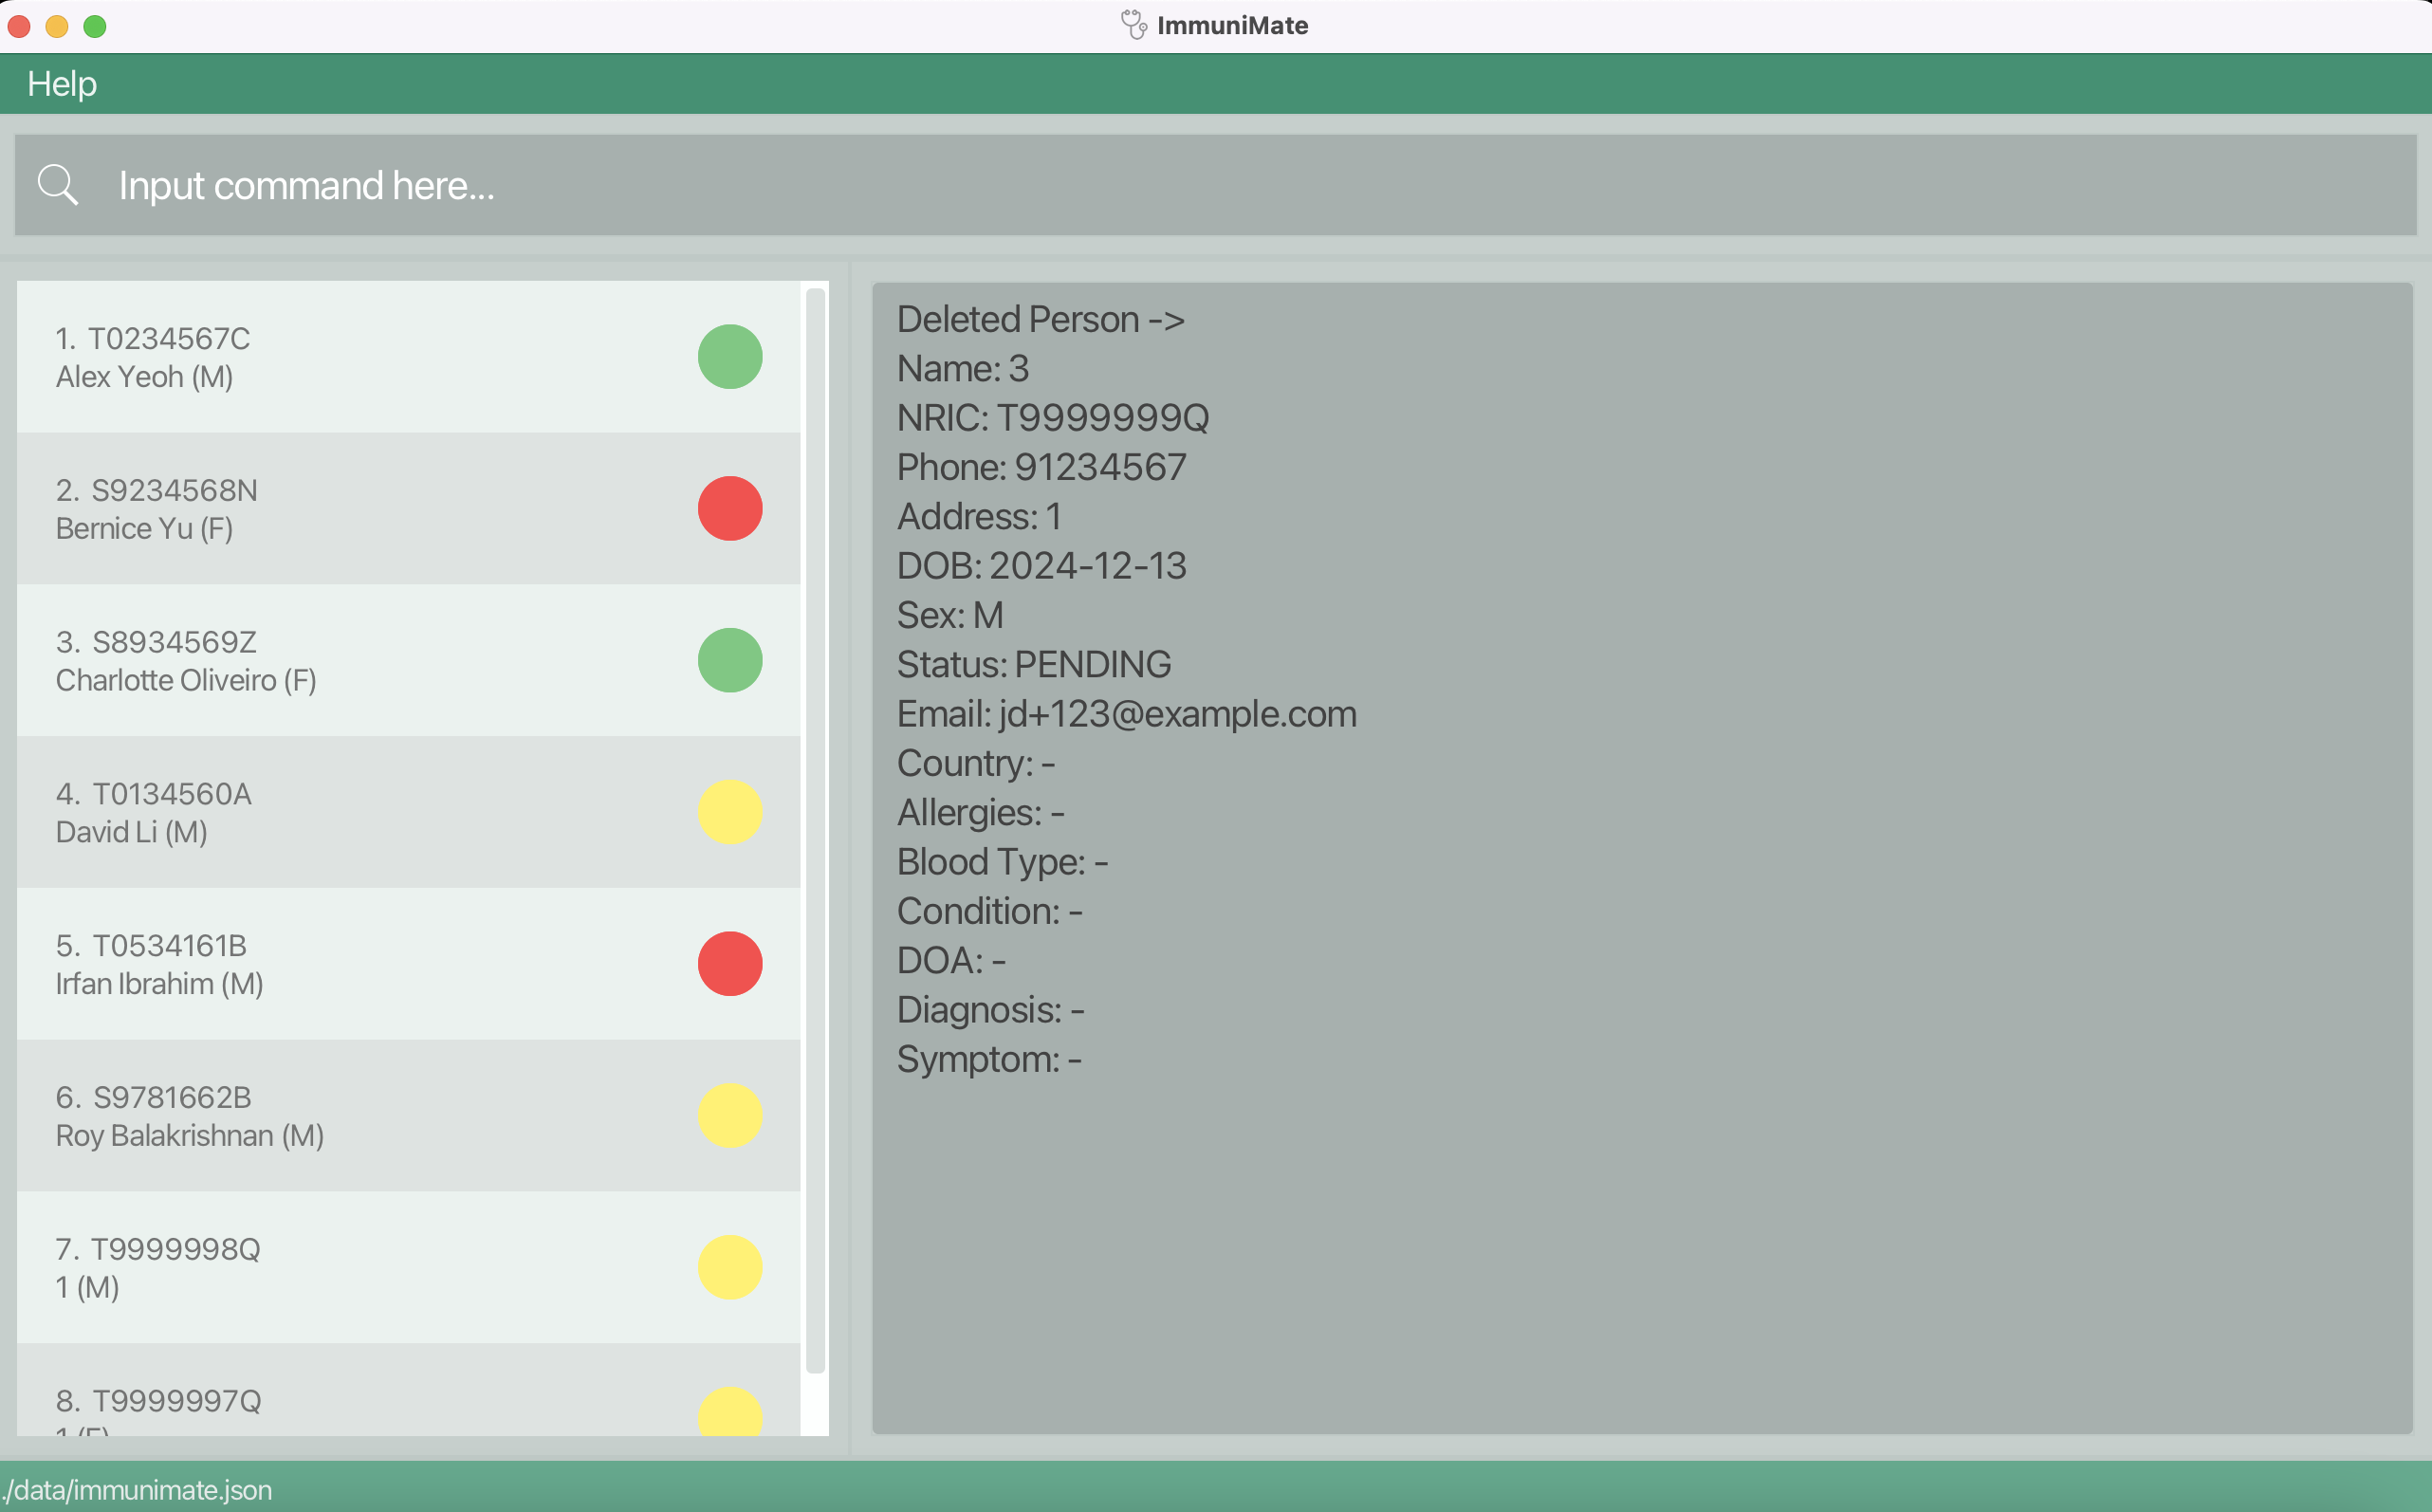 ImmuniMate
Help
Input command here...
1. T0234567C
Alex Yeoh (M)
2. S9234568N
Bernice Yu (F)
3. S8934569Z
Charlotte Oliveiro (F)
4. T0134560A
David Li (M)
5. T0534161B
Irfan Ibrahim (M)
6. S9781662B
Roy Balakrishnan (M)
7. T9999998Q
1 (M)
8. T9999997Q
1 (F)
Deleted Person ->
Name: 3
NRIC: T9999999Q
Phone: 91234567
Address: 1
DOB: 2024-12-13
Sex: M
Status: PENDING
Email: jd+123@example.com
Country: -
Allergies: -
Blood Type: -
Condition: -
DOA: -
Diagnosis: -
Symptom: -
./data/immunimate.json